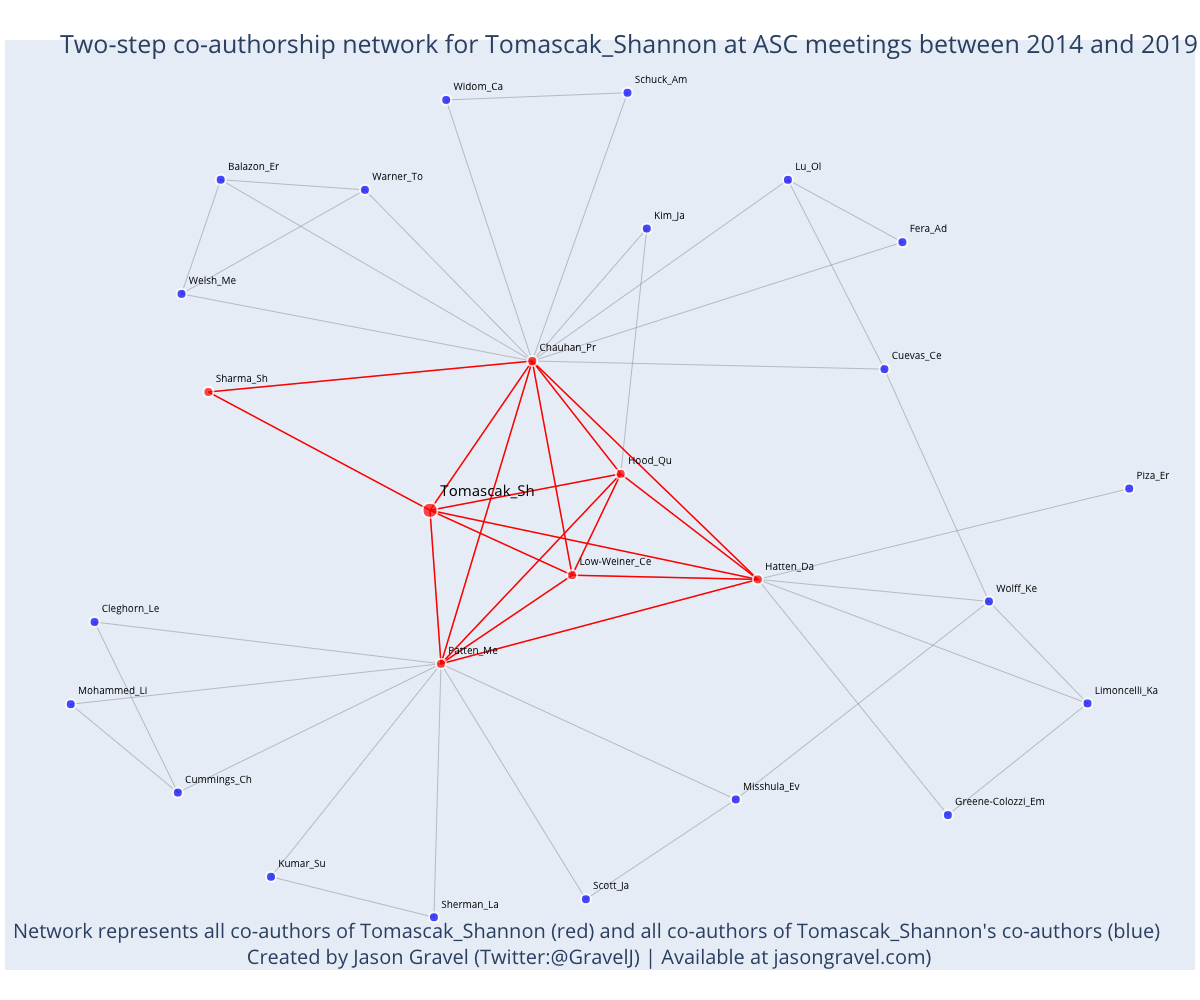 Two-step co-authorship network for Tomascak_Shannon at ASC meetings between 2014 and 2019
Widom_Ca
Schuck_Am
Balazon_Er
Warner_To
Lu_Ol
Kim_Ja
Fera_Ad
Welsh_Me
Chauhan_Pr
Cuevas_Ce
Sharma_Sh
Hood_Qu
Piza_Er
Tomascak_Sh
Low-Weiner_Ce
Hatten_Da
Wolff_Ke
Cleghorn_Le
Patten_Me
Mohammed_Li
Limoncelli_Ka
Cummings_Ch
Misshula_Ev
Greene-Colozzi_Em
Kumar_Su
Scott_Ja
Sherman_La
Network represents all co-authors of Tomascak_Shannon (red) and all co-authors of Tomascak_Shannon's co-authors (blue)
Created by Jason Gravel (Twitter:@GravelJ) | Available at jasongravel.com)